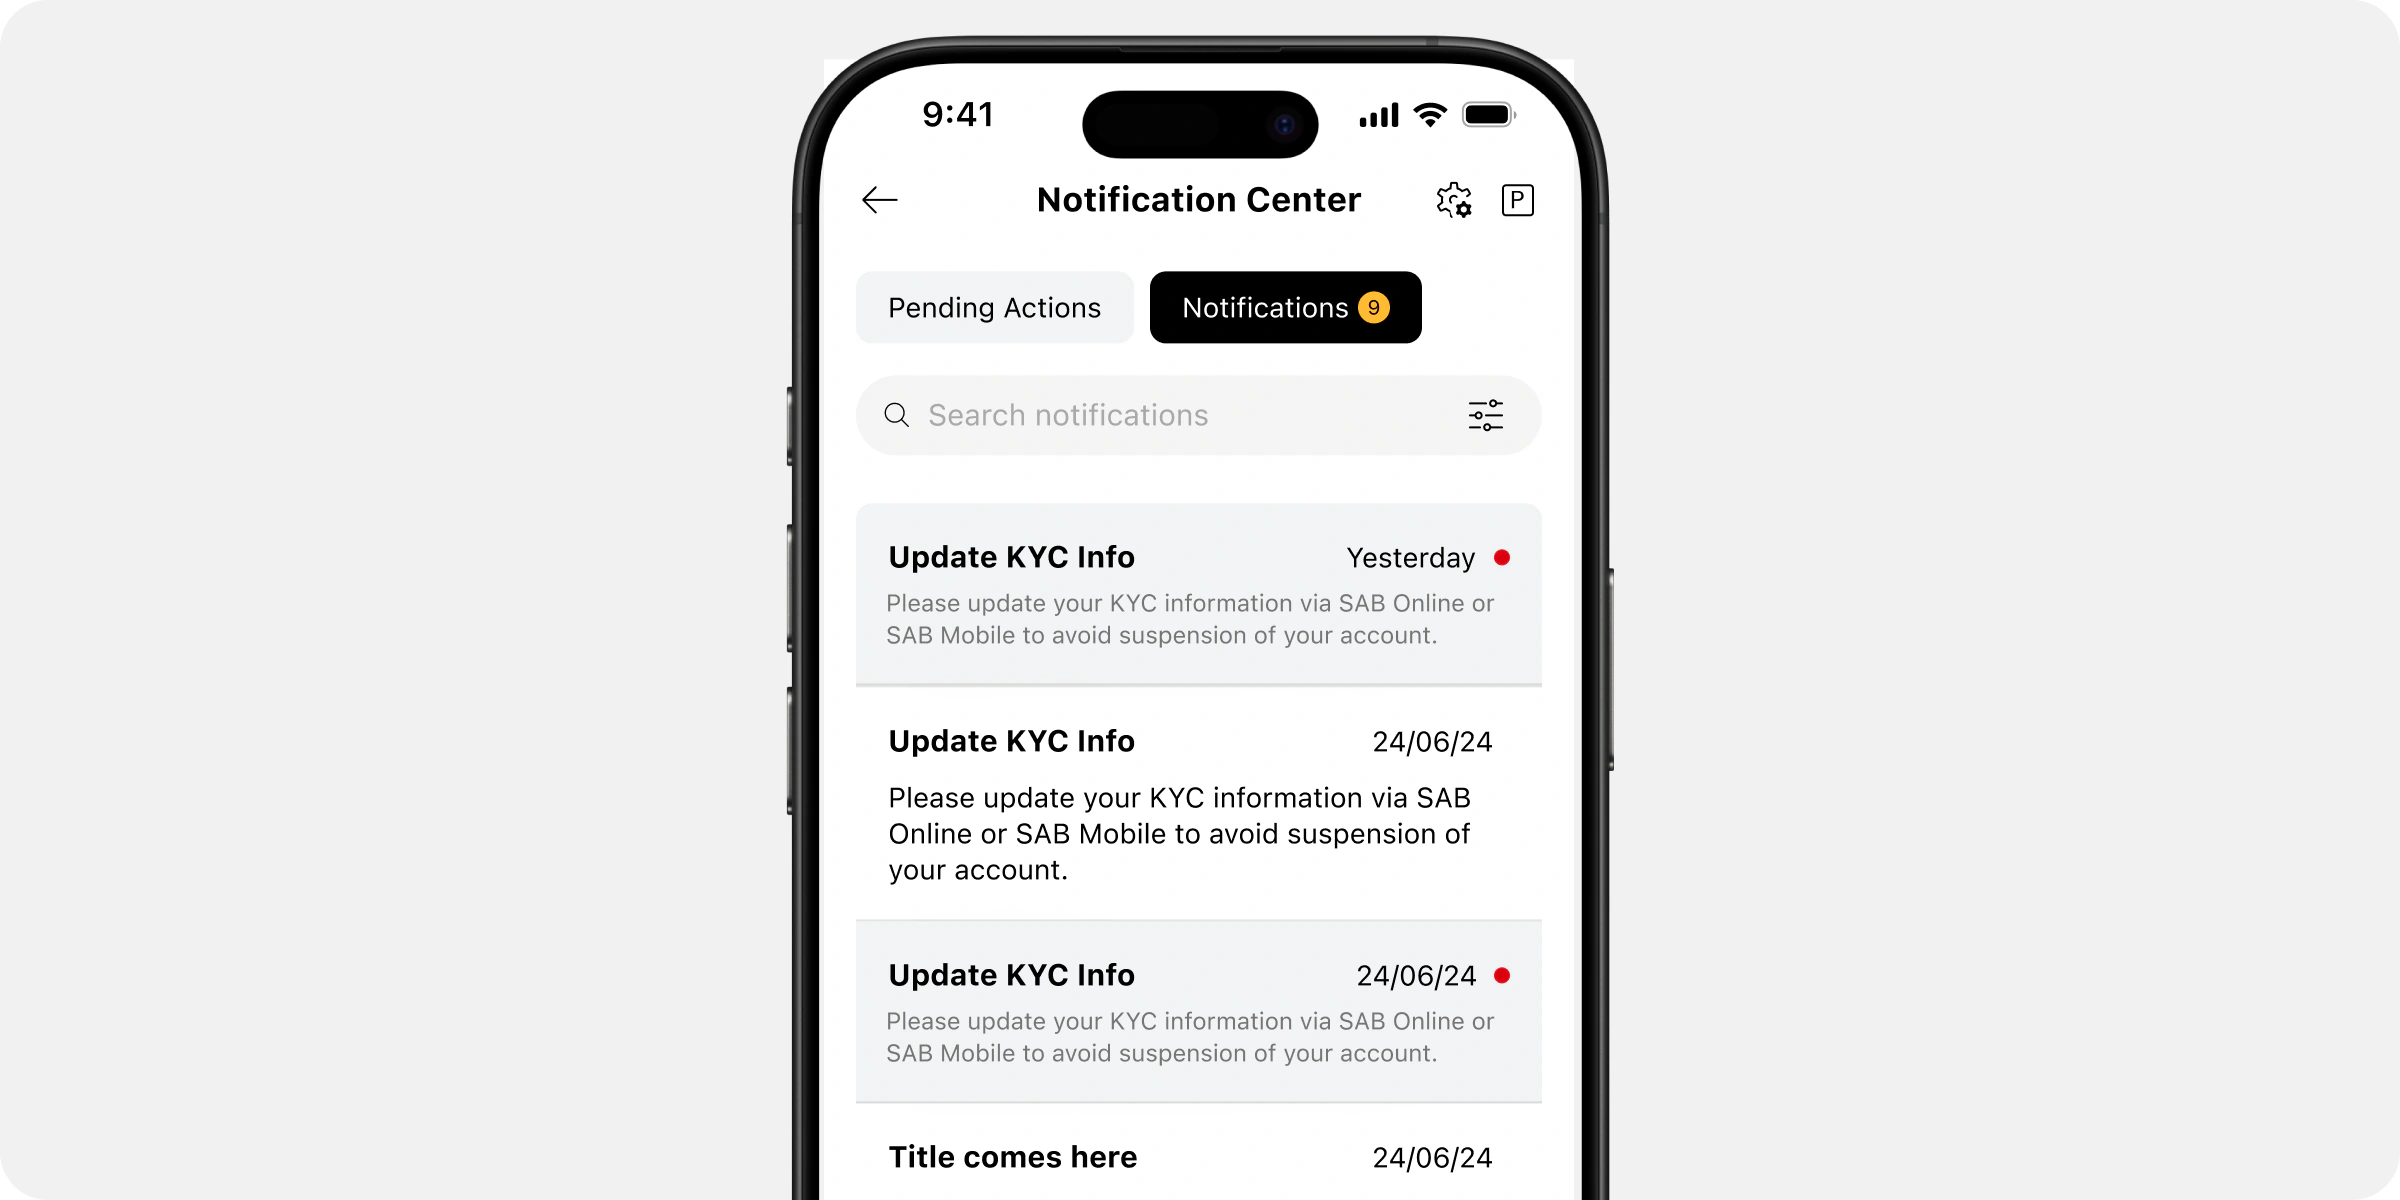 9:41
Notification Center
P
Pending Actions
Notifications 9
Search notifications
Update KYC Info Yesterday
Please update your KYC information via SAB Online or
SAB Mobile to avoid suspension of your account.
Update KYC Info 24/06/24
Please update your KYC information via SAB
Online or SAB Mobile to avoid suspension of
your account.
Update KYC Info 24/06/24
Please update your KYC information via SAB Online or
SAB Mobile to avoid suspension of your account.
Title comes here 24/06/24